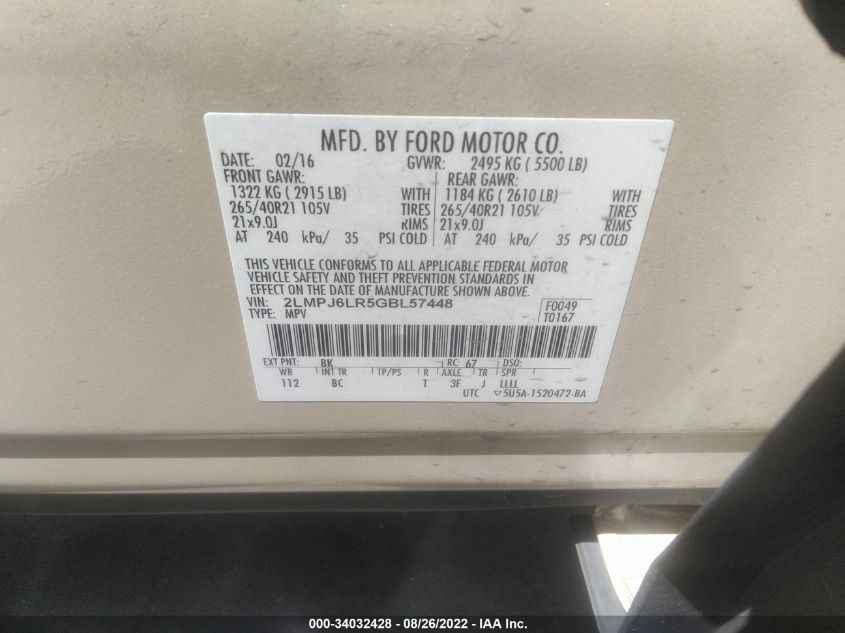 MFD. BY FORD MOTOR CO.
DATE: 02/16 GVWR: 2495 KG ( 5500 LB)
FRONT GAWR: REAR GAWR:
1322 KG ( 2915 LB) WITH 1184 KG ( 2610 LB) WITH
265/40R21 105V TIRES 265/40R21 105V TIRES
21x9.0J RIMS 21x9.0J RIMS
AT 240 kPa/ 35 PSI COLD AT 240 kPa/ 35 PSI COLD
THIS VEHICLE CONFORMS TO ALL APPLICABLE FEDERAL MOTOR
VEHICLE SAFETY AND THEFT PREVENTION STANDARDS IN
EFFECT ON THE DATE OF MANUFACTURE SHOWN ABOVE.
VIN: 2LMPJ6LR5GBL57448 F0049
TYPE: MPV T0167
EXT PNT: BK RC: 67 DSO:
WB INT TR TP/PS R AXLE TR SPR
112 BC T 3F J LLLL
UTC ▽5U5A-1520472-BA
000-34032428 - 08/26/2022 - IAA Inc.